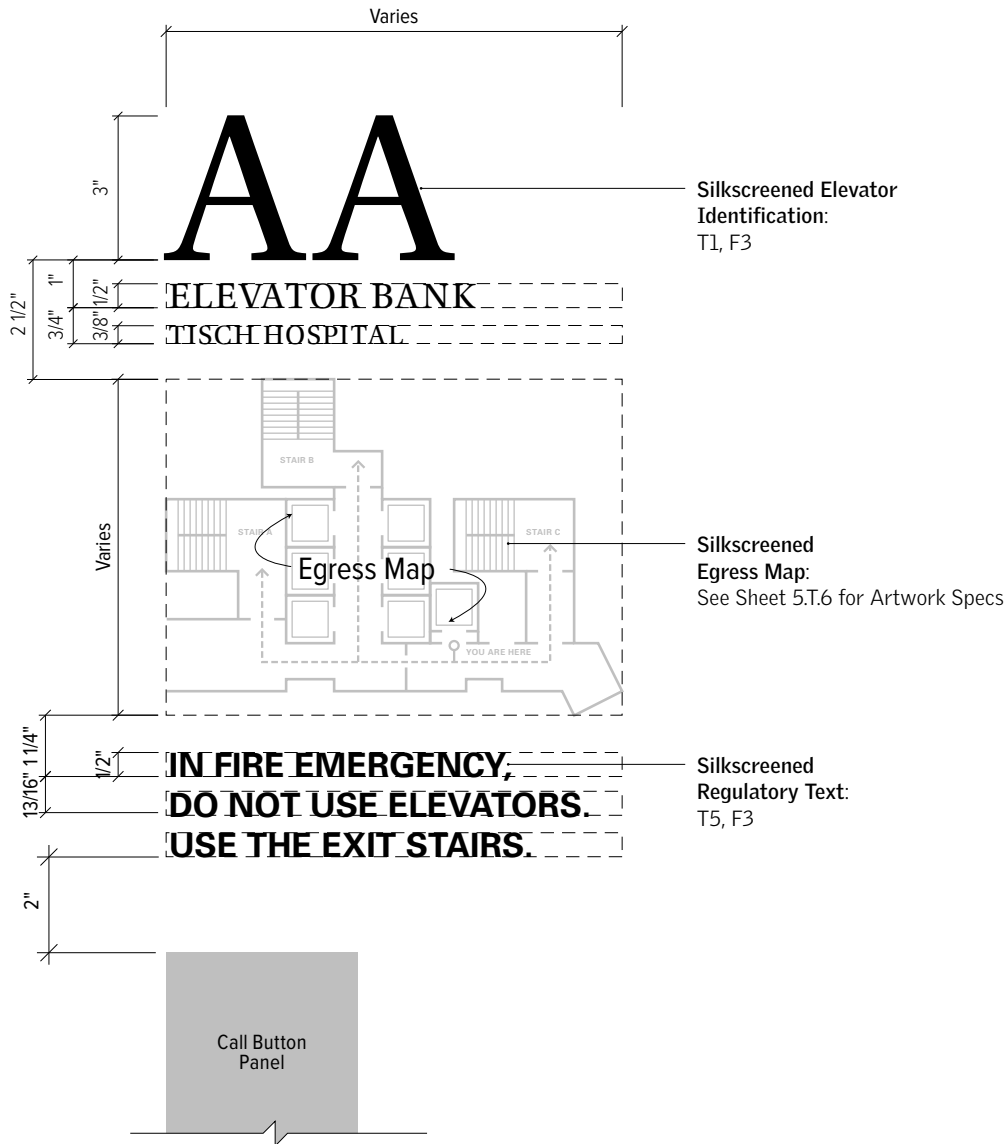 Varies
AA
3"
Silkscreened Elevator
Identification:
T1, F3
2 1/2"
1"
1/2"
ELEVATOR BANK
3/4"
3/8"
TISCH HOSPITAL
Varies
STAIR B
STAIR A
STAIR C
Egress Map
YOU ARE HERE
Silkscreened
Egress Map:
See Sheet 5.T.6 for Artwork Specs
1 1/4"
1/2"
13/16"
IN FIRE EMERGENCY,
DO NOT USE ELEVATORS.
USE THE EXIT STAIRS.
Silkscreened
Regulatory Text:
T5, F3
2"
Call Button
Panel